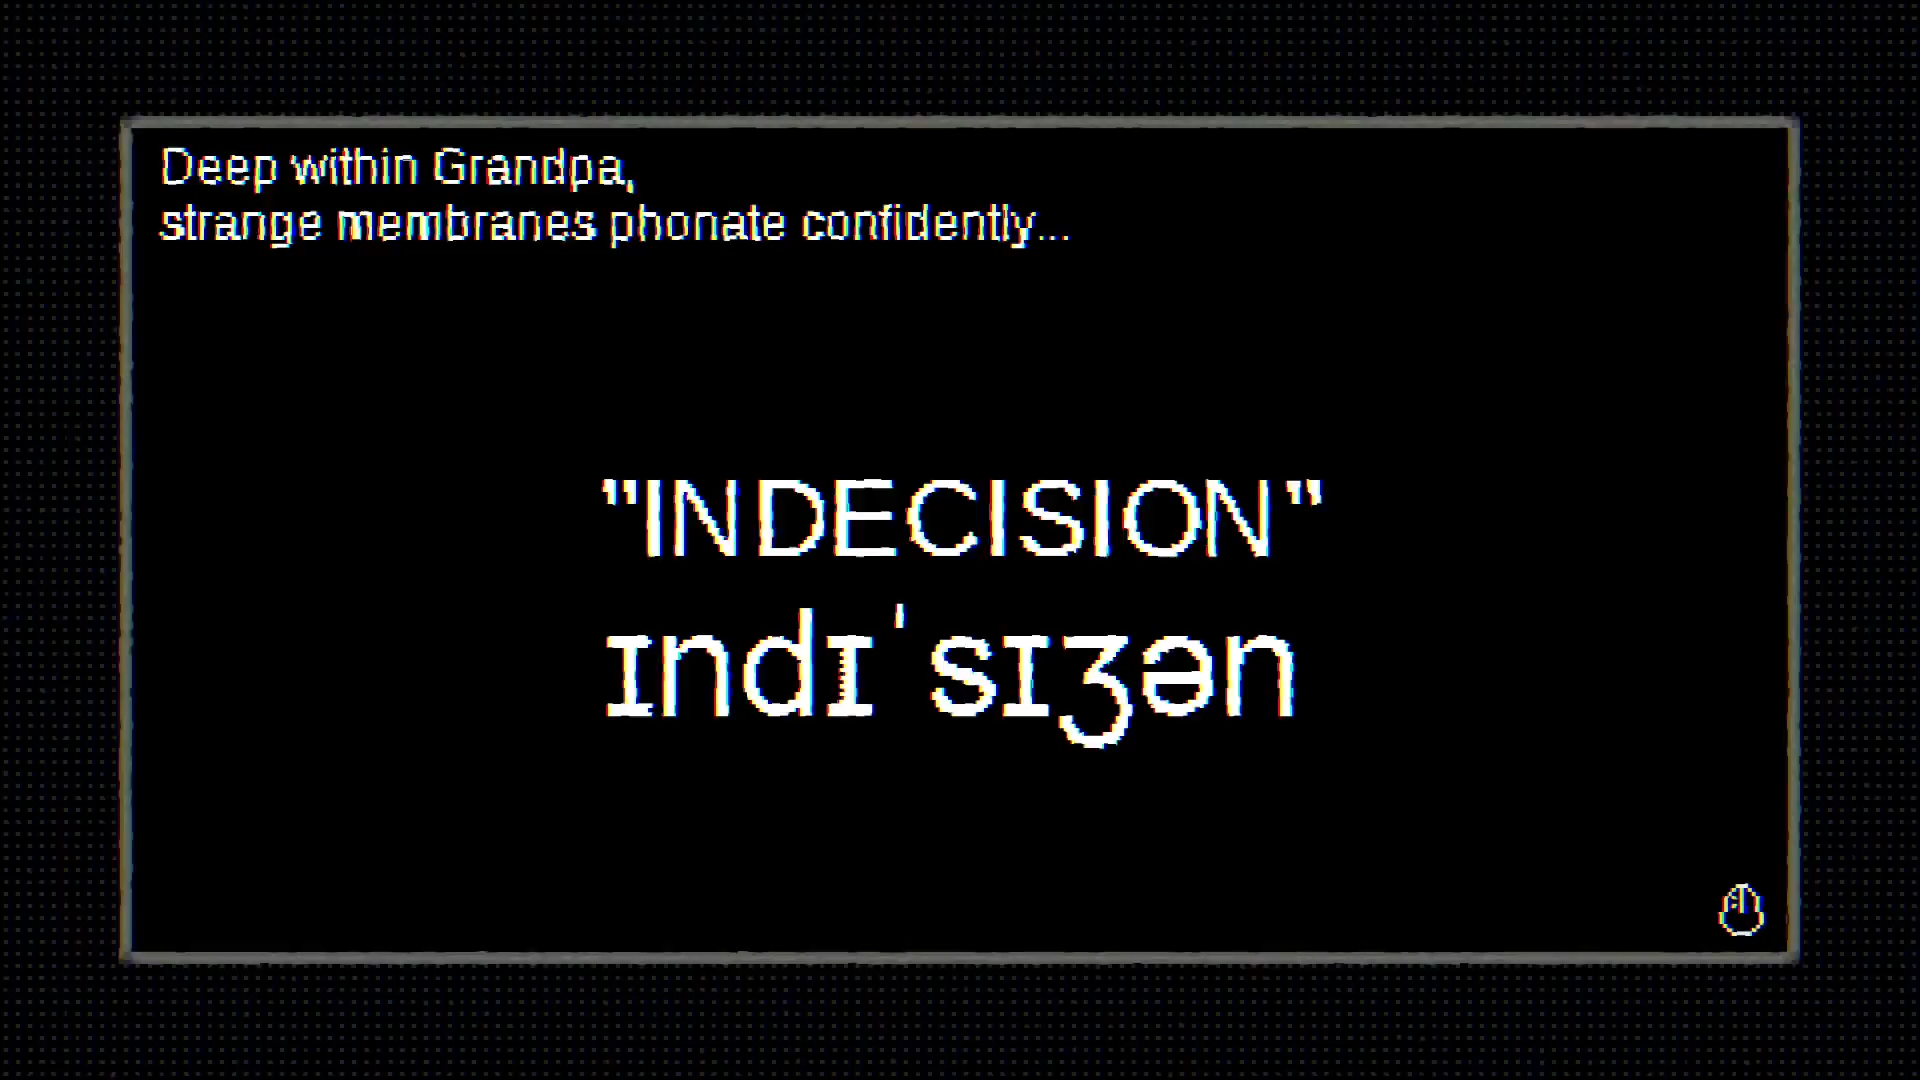 Deep within Grandpa,
strange membranes phonate confidently...
"INDECISION"
ɪndɪˈsɪʒən